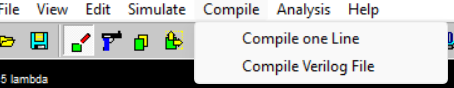 File View Edit Simulate Compile Analysis Help
Compile one Line
Compile Verilog File
5 lambda